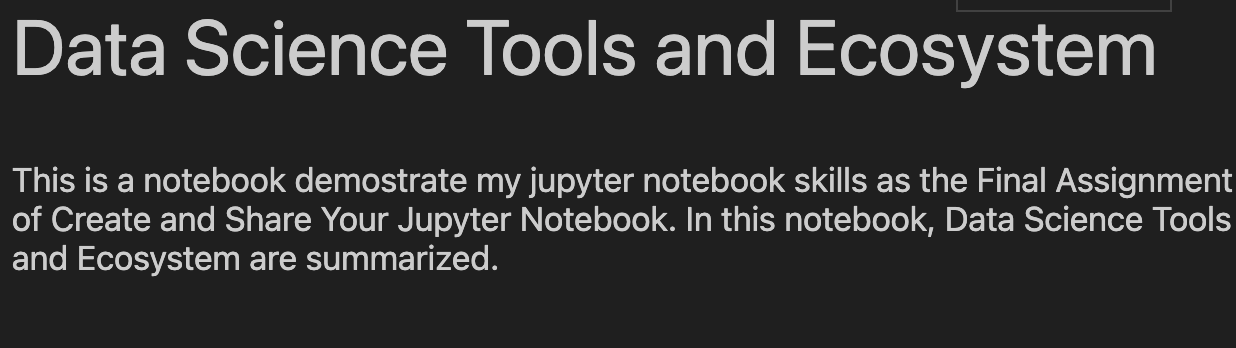 Data Science Tools and Ecosystem
This is a notebook demostrate my jupyter notebook skills as the Final Assignment
of Create and Share Your Jupyter Notebook. In this notebook, Data Science Tools
and Ecosystem are summarized.